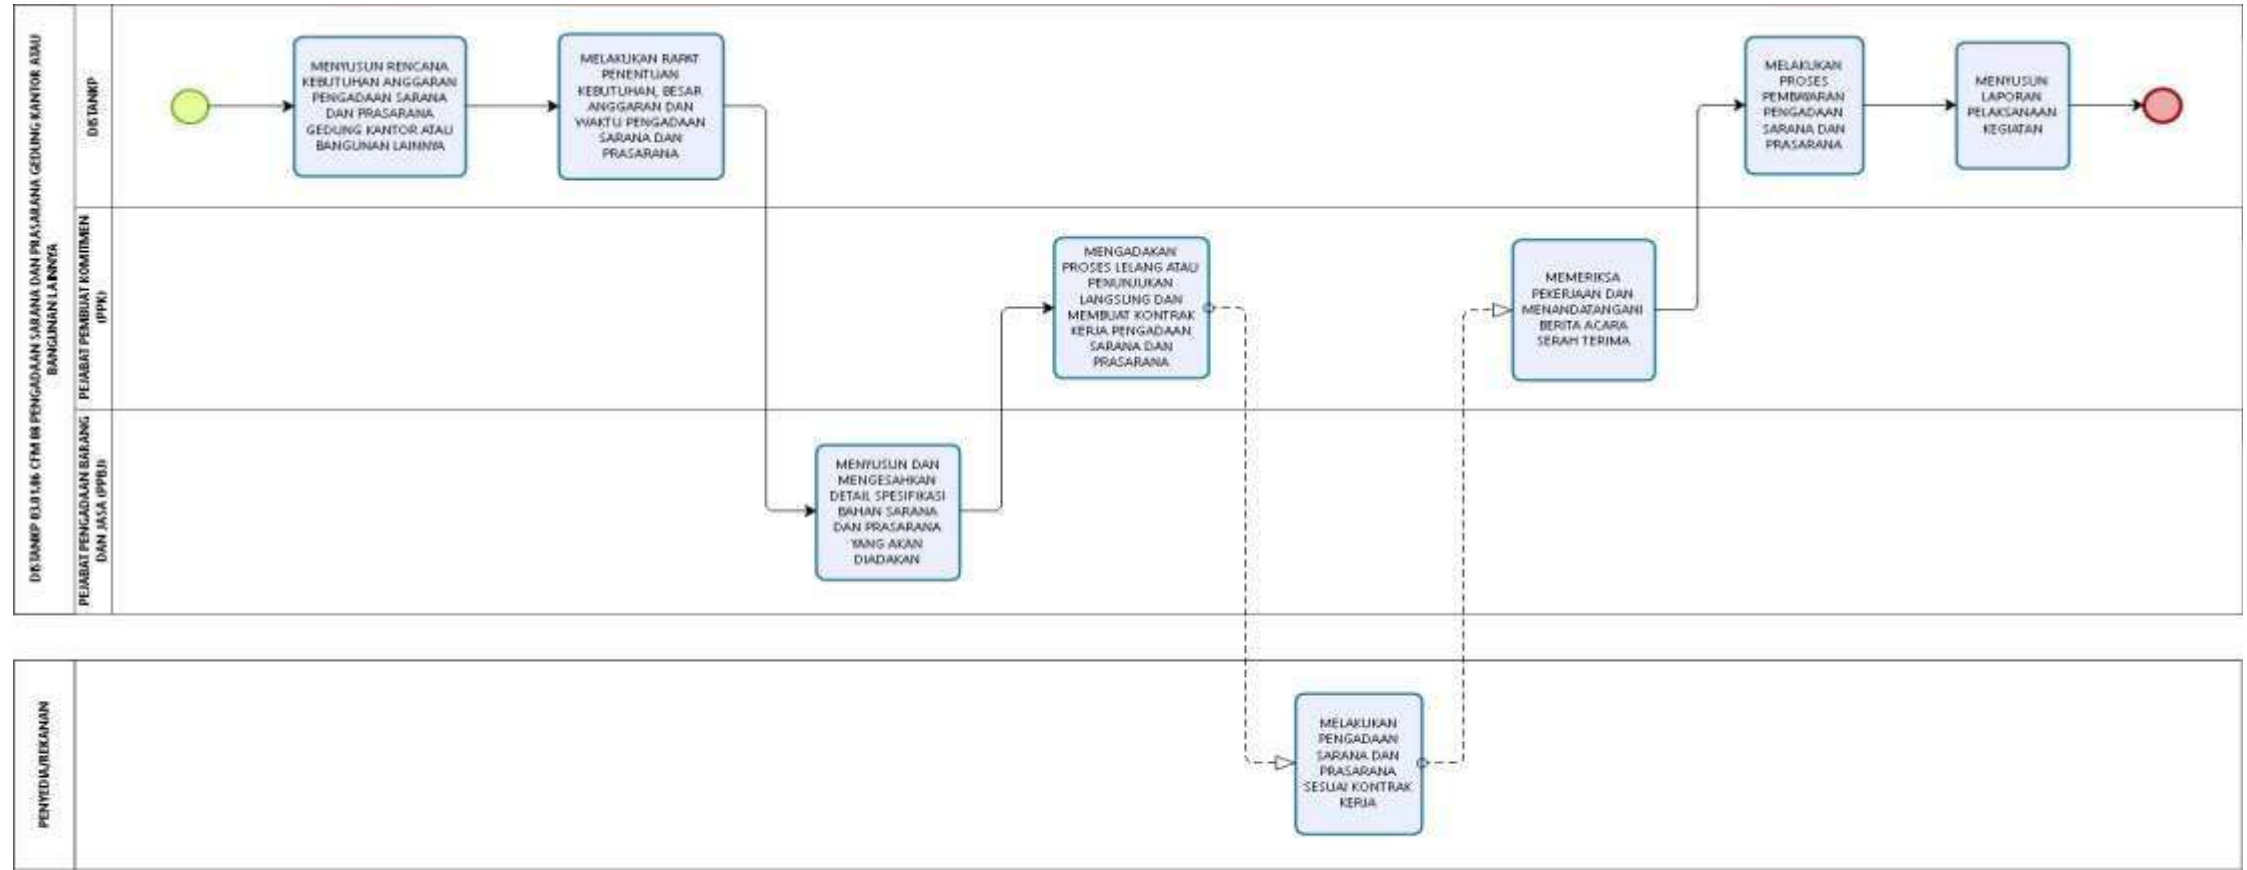 DISTANKP 03.01.06 CFM 08 PENGADAAN SARANA DAN PRASARANA GEDUNG KANTOR ATAU
BANGUNAN LAINNYA
DISTANKP
MENYUSUN RENCANA
KEBUTUHAN ANGGARAN
PENGADAAN SARANA
DAN PRASARANA
GEDUNG KANTOR ATAU
BANGUNAN LAINNYA
MELAKUKAN RAPAT
PENENTUAN
KEBUTUHAN, BESAR
ANGGARAN DAN
WAKTU PENGADAAN
SARANA DAN
PRASARANA
MELAKUKAN
PROSES
PEMBAYARAN
PENGADAAN
SARANA DAN
PRASARANA
MENYUSUN
LAPORAN
PELAKSANAAN
KEGIATAN
PEJABAT PEMBUAT KOMITMEN
(PPK)
MENGADAKAN
PROSES LELANG ATAU
PENUNJUKAN
LANGSUNG DAN
MEMBUAT KONTRAK
KERJA PENGADAAN
SARANA DAN
PRASARANA
MEMERIKSA
PEKERJAAN DAN
MENANDATANGANI
BERITA ACARA
SERAH TERIMA
PEJABAT PENGADAAN BARANG
DAN JASA (PPBJ)
MENYUSUN DAN
MENGESAHKAN
DETAIL SPESIFIKASI
BAHAN SARANA
DAN PRASARANA
YANG AKAN
DIADAKAN
PENYEDIA/REKANAN
MELAKUKAN
PENGADAAN
SARANA DAN
PRASARANA
SESUAI KONTRAK
KERJA